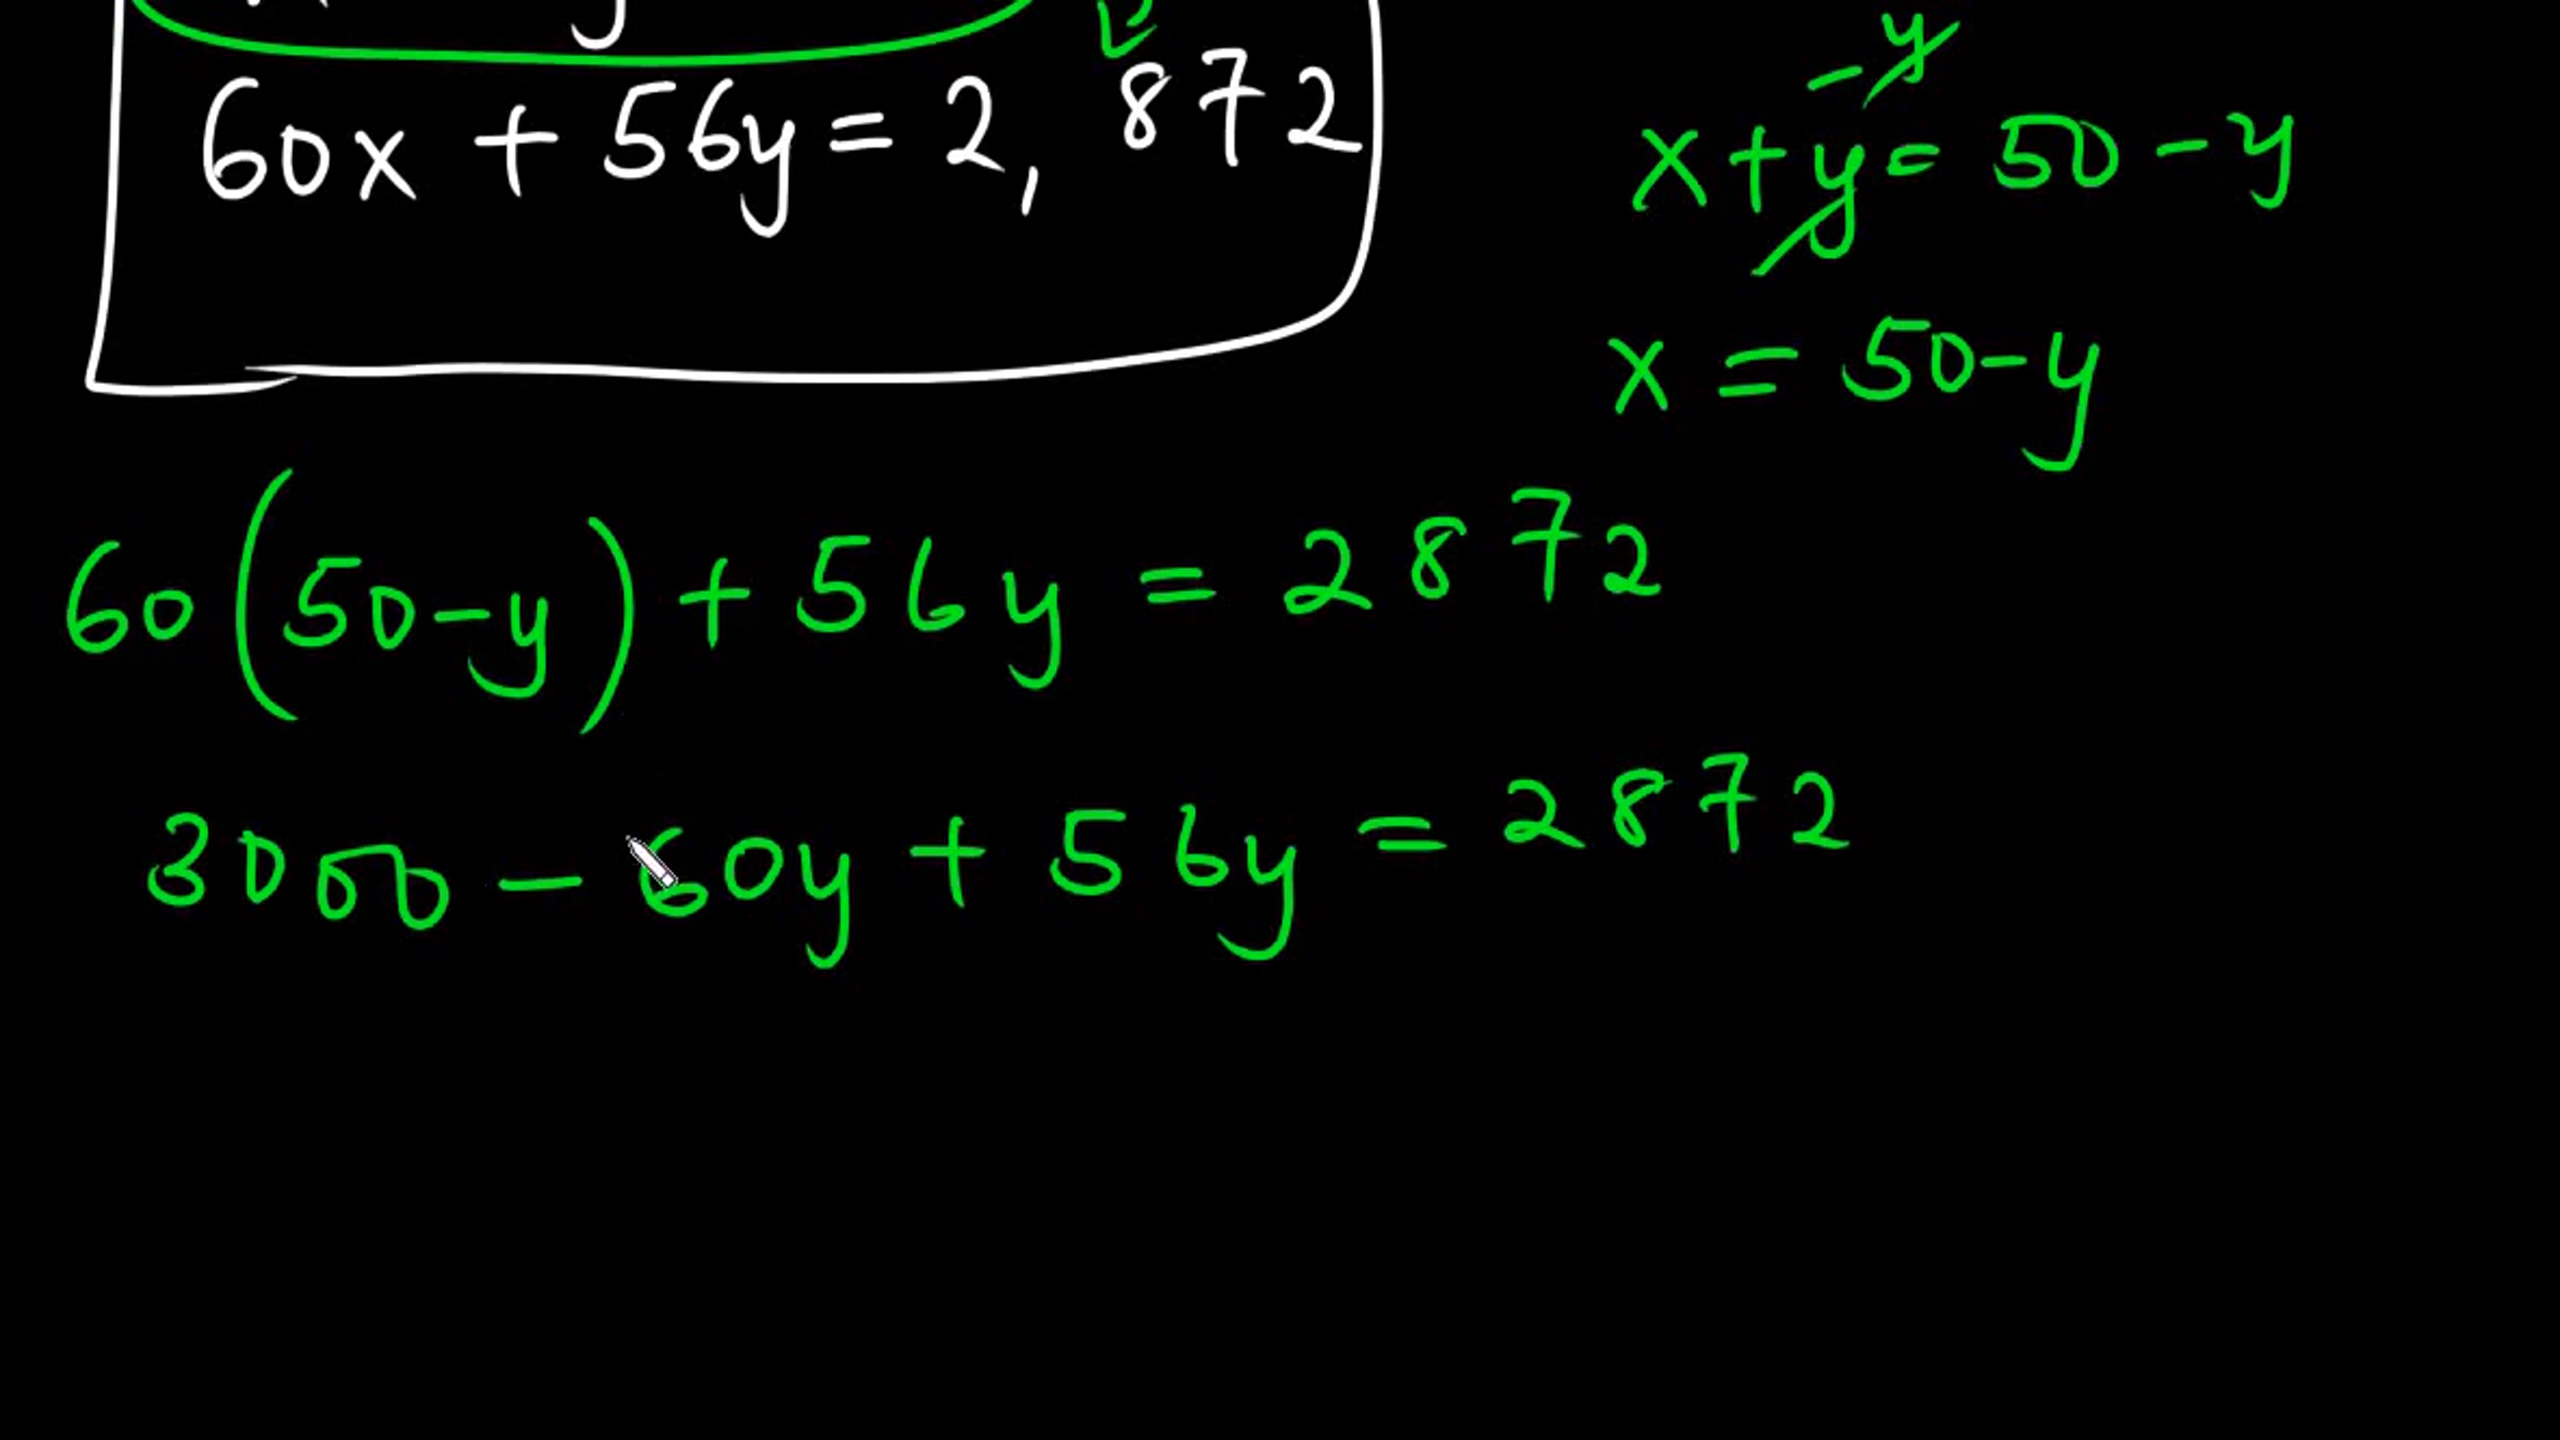 60x + 56y = 2, 872
-y
x + y = 50 - y
x = 50 - y
60(50 - y) + 56y = 2872
3000 - 60y + 56y = 2872